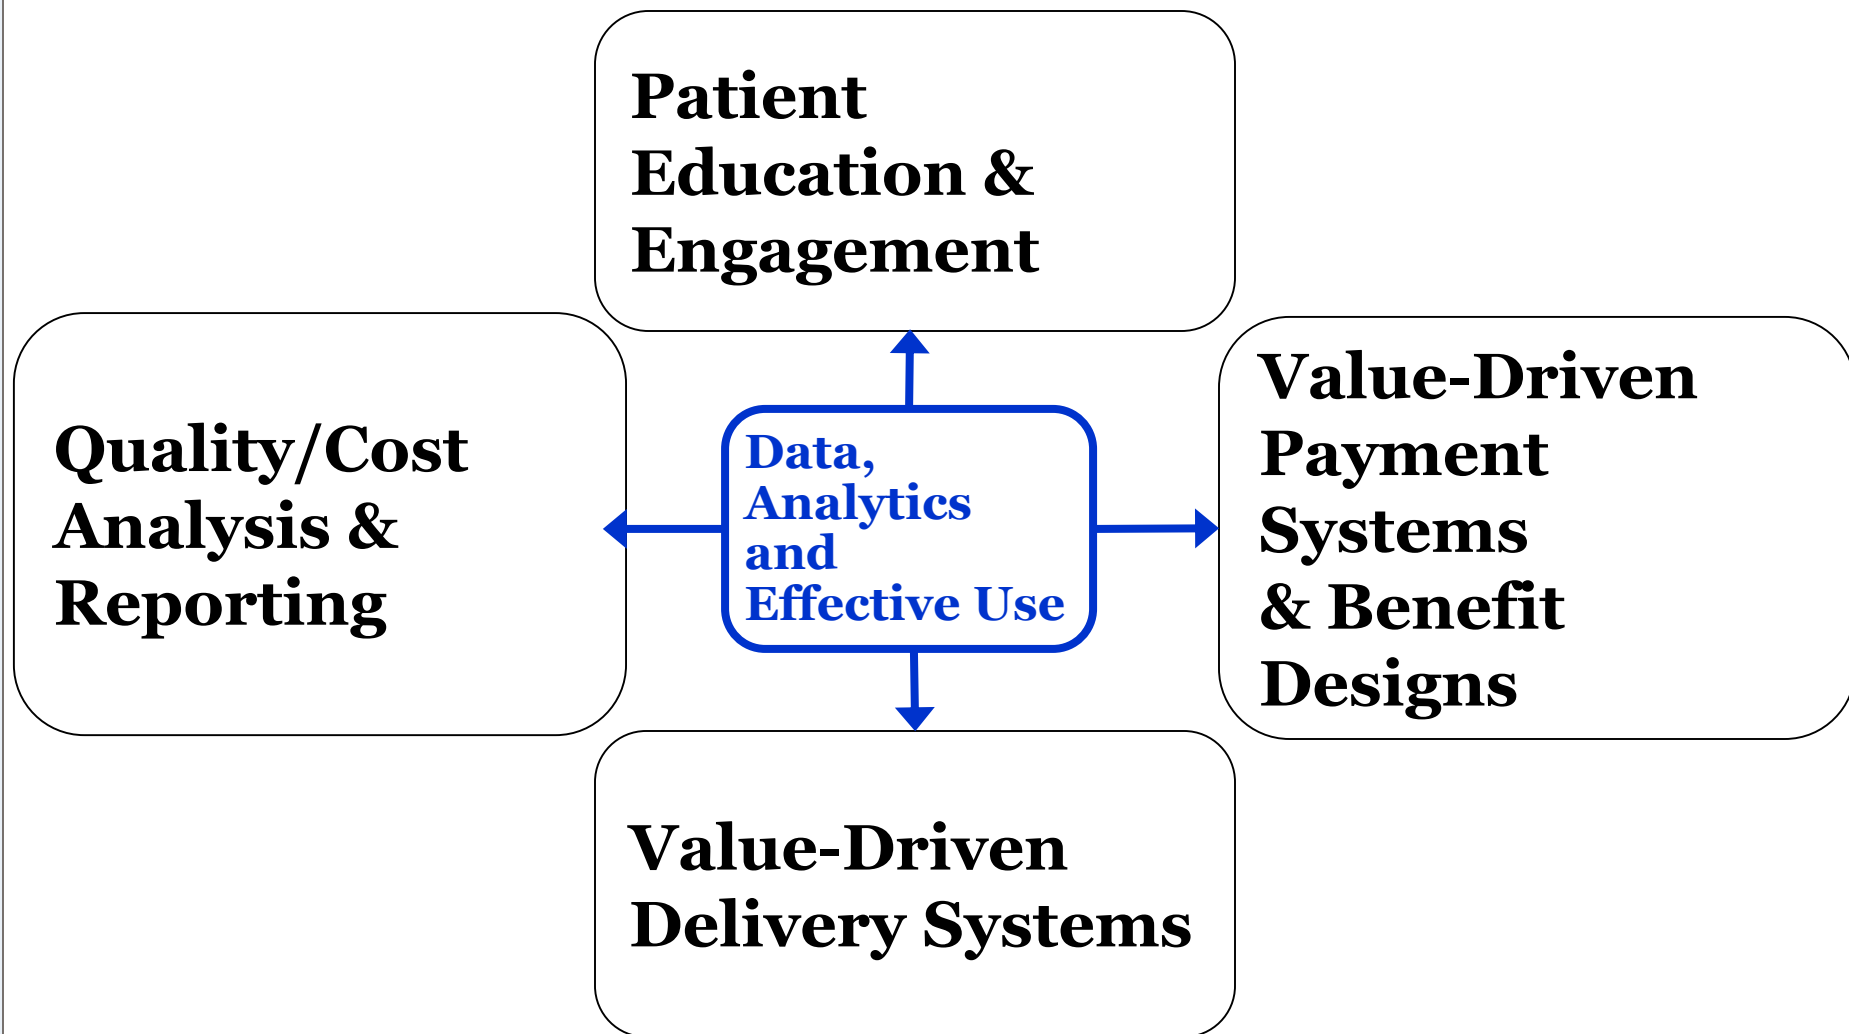 Patient
Education &
Engagement
Quality/Cost
Analysis &
Reporting
Data,
Analytics
and
Effective Use
Value-Driven
Payment
Systems
& Benefit
Designs
Value-Driven
Delivery Systems